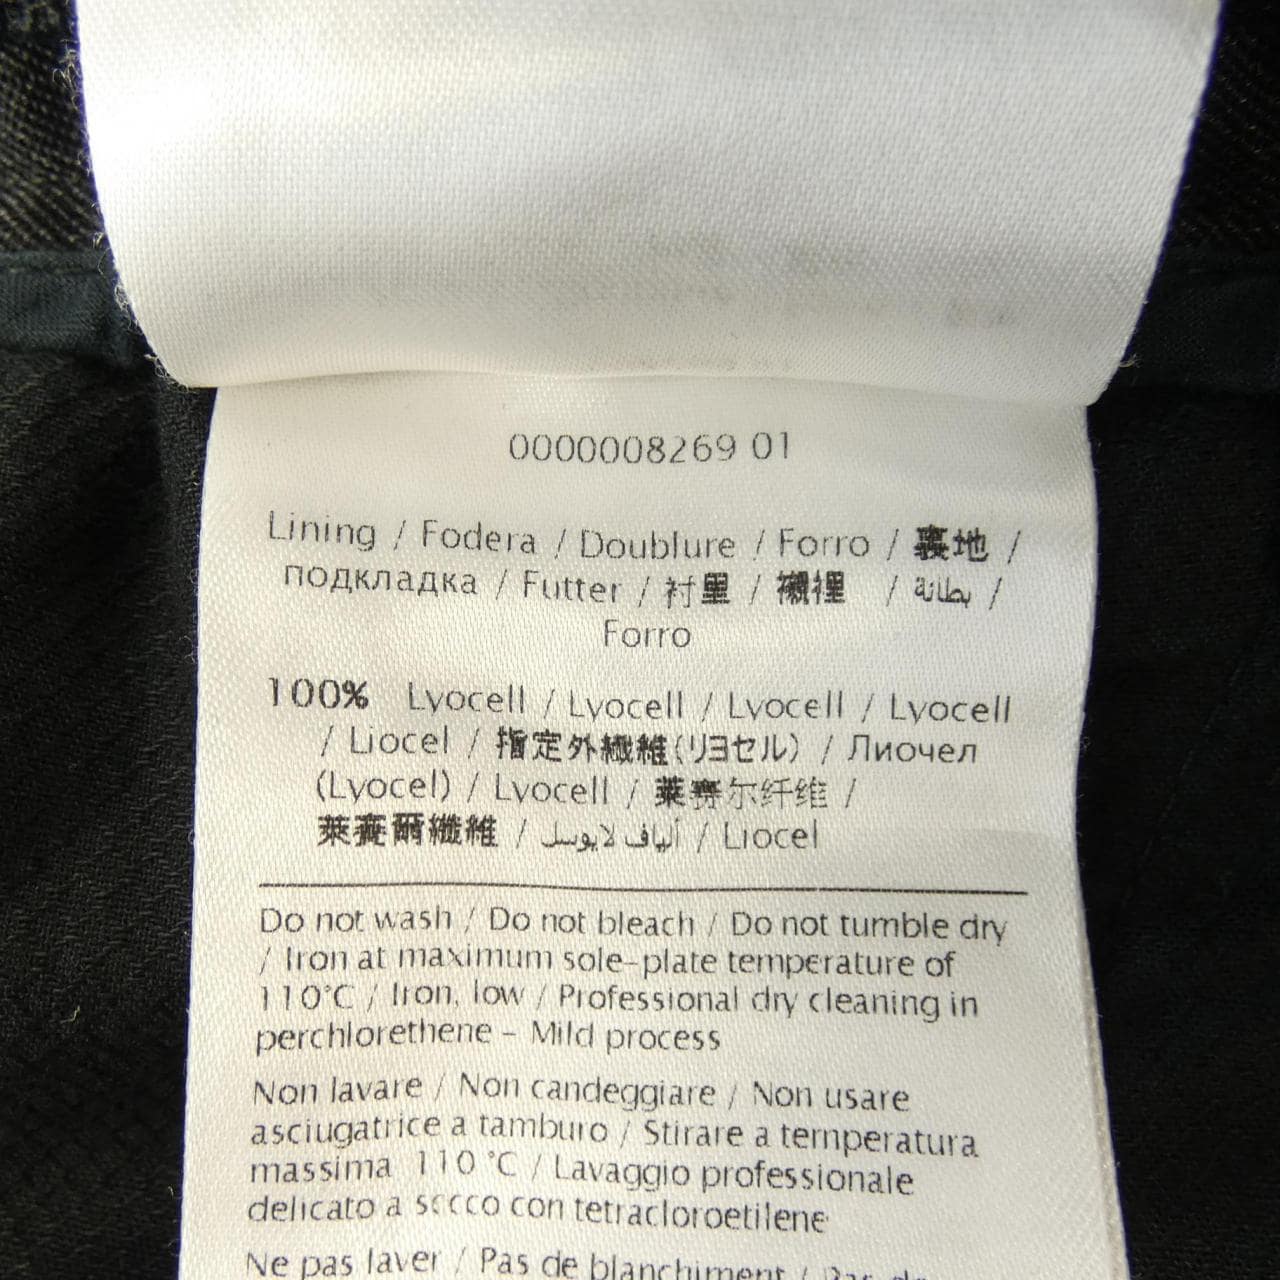 0000008269 01
Lining / Fodera / Doublure / Forro / 裏地 /
подкладка / Futter / 衬里 / 襯裡 / بطانة /
Forro
100% Lyocell / Lyocell / Lyocell / Lyocell
/ Liocel / 指定外繊維(リヨセル) / Лиочел
(Lyocel) / Lyocell / 莱赛尔纤维 /
萊賽爾纖維 / ألياف لايوسل / Liocel
Do not wash / Do not bleach / Do not tumble dry
/ Iron at maximum sole-plate temperature of
110°C / Iron, low / Professional dry cleaning in
perchlorethene - Mild process
Non lavare / Non candeggiare / Non usare
asciugatrice a tamburo / Stirare a temperatura
massima 110 °C / Lavaggio professionale
delicato a secco con tetracloroetilene
Ne pas laver / Pas de blanchiment / Pas de